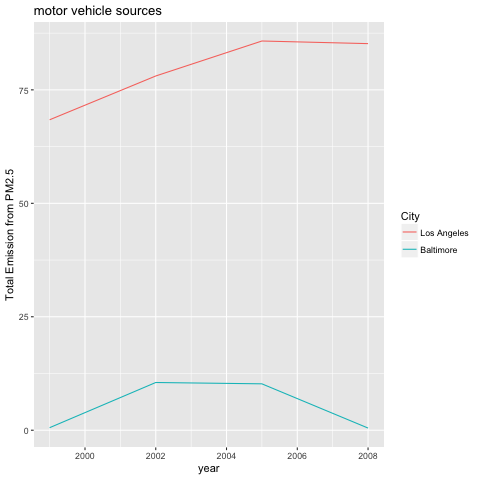 motor vehicle sources
Total Emission from PM2.5
75
50
25
0
2000
2002
2004
2006
2008
year
City
Los Angeles
Baltimore